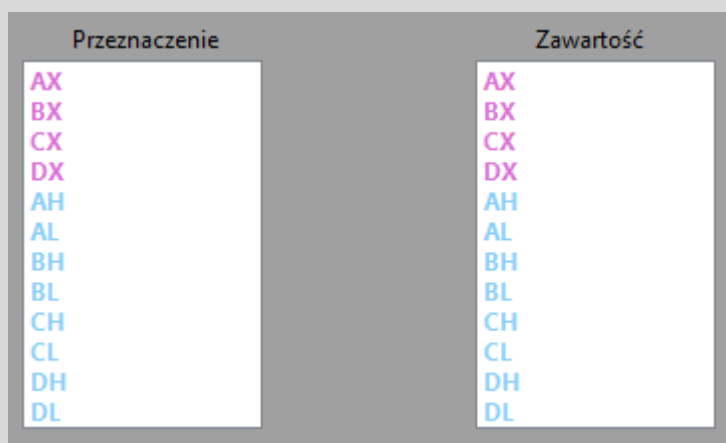 Przeznaczenie
AX
BX
CX
DX
AH
AL
BH
BL
CH
CL
DH
DL
Zawartość
AX
BX
CX
DX
AH
AL
BH
BL
CH
CL
DH
DL